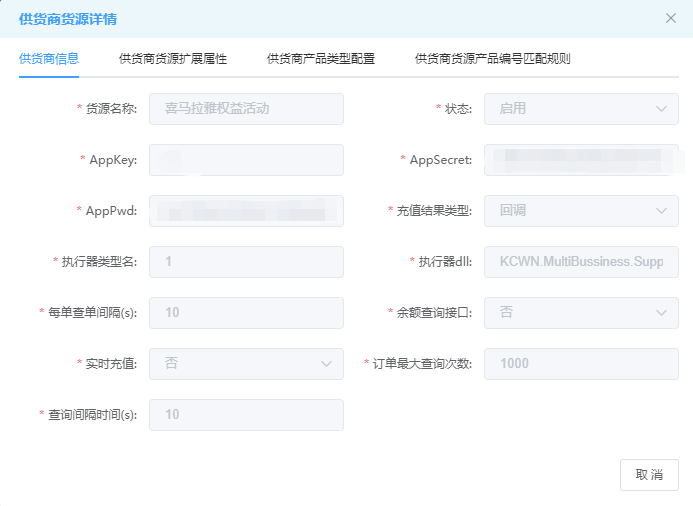 供货商货源详情
供货商信息 供货商货源扩展属性 供货商产品类型配置 供货商货源产品编号匹配规则
* 货源名称: 喜马拉雅权益活动 * 状态: 启用
* AppKey: * AppSecret:
* AppPwd: * 充值结果类型: 回调
* 执行器类型名: 1 * 执行器dll: KCWN.MultiBussiness.Supp
* 每单查单间隔(s): 10 * 余额查询接口: 否
* 实时充值: 否 * 订单最大查询次数: 1000
* 查询间隔时间(s): 10
取 消